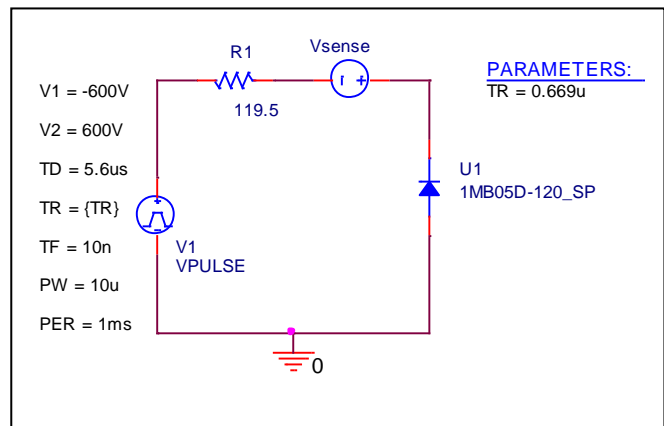 R1
Vsense
PARAMETERS:
TR = 0.669u
119.5
V1 = -600V
V2 = 600V
TD = 5.6us
TR = {TR}
TF = 10n
PW = 10u
PER = 1ms
V1
VPULSE
U1
1MB05D-120_SP
0